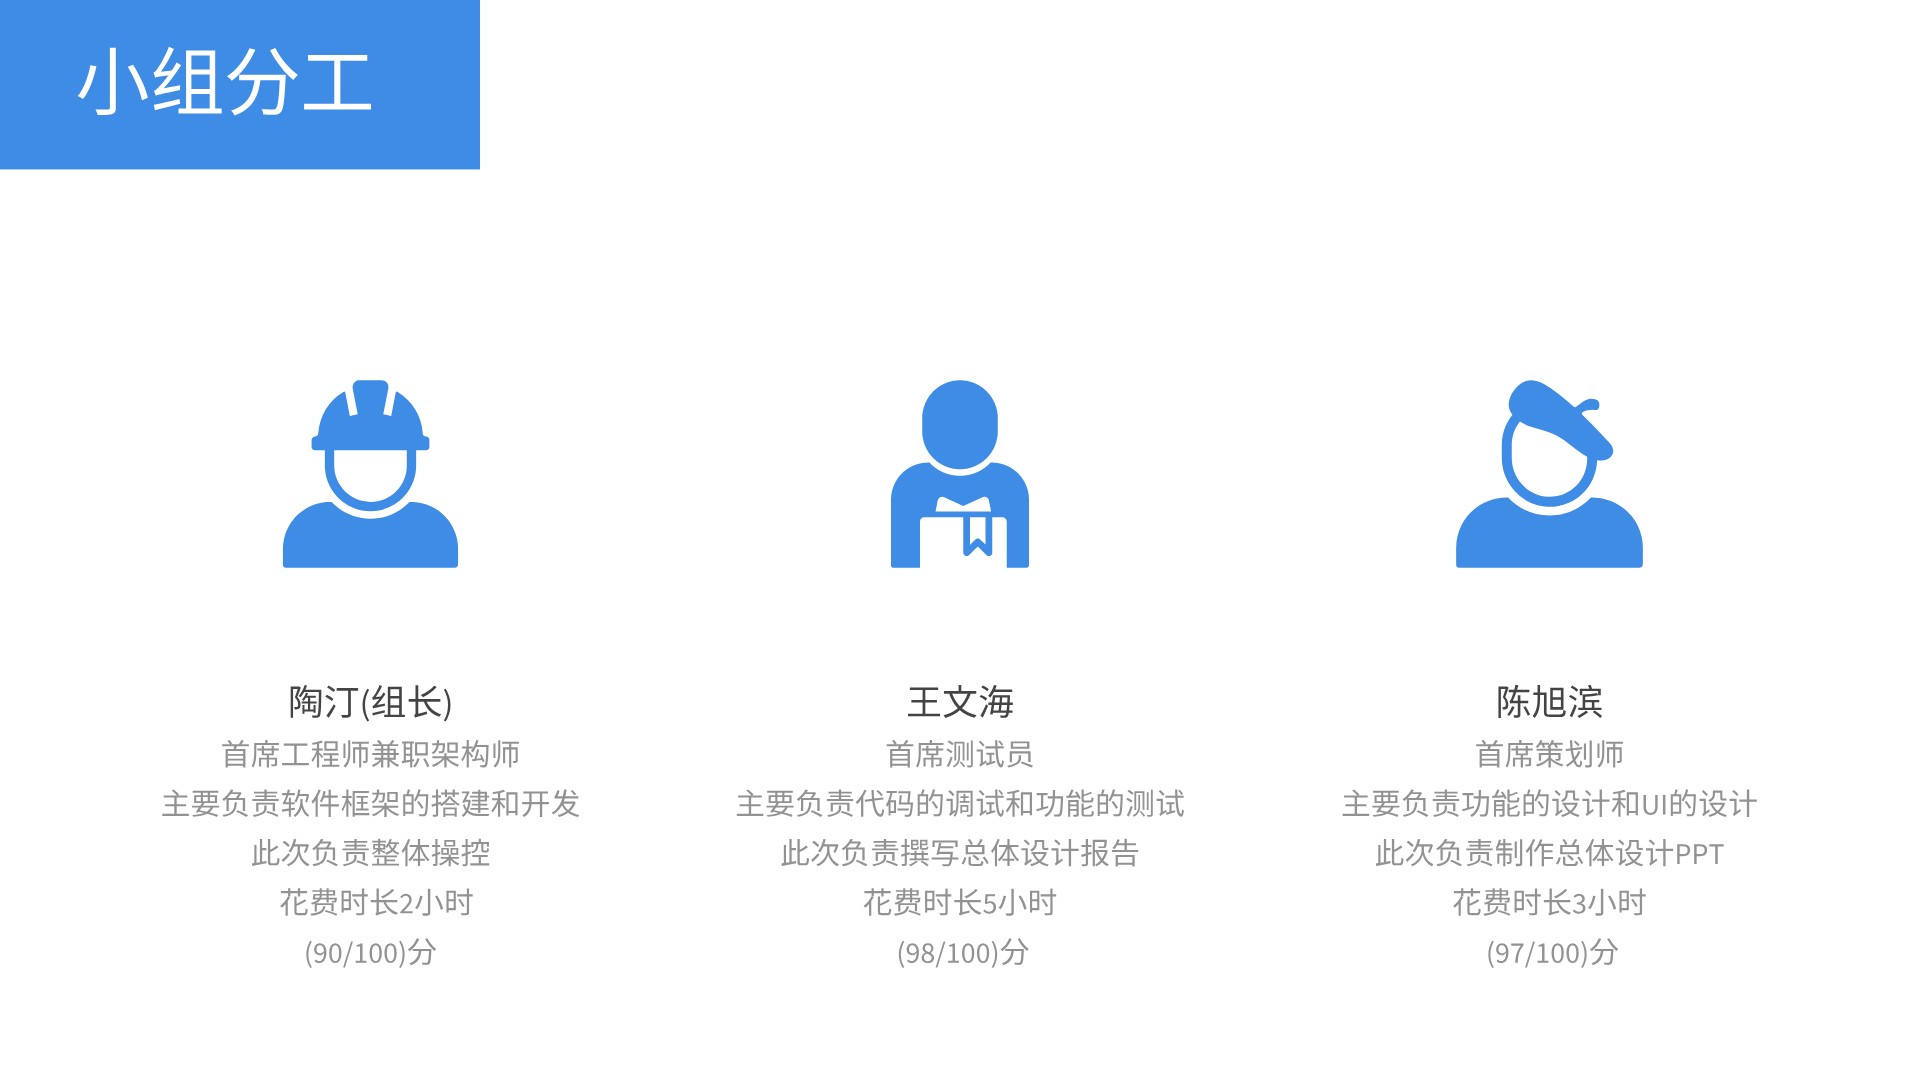 小组分工
陶汀(组长)
首席工程师兼职架构师
主要负责软件框架的搭建和开发
此次负责整体操控
花费时长2小时
(90/100)分
王文海
首席测试员
主要负责代码的调试和功能的测试
此次负责撰写总体设计报告
花费时长5小时
(98/100)分
陈旭滨
首席策划师
主要负责功能的设计和UI的设计
此次负责制作总体设计PPT
花费时长3小时
(97/100)分